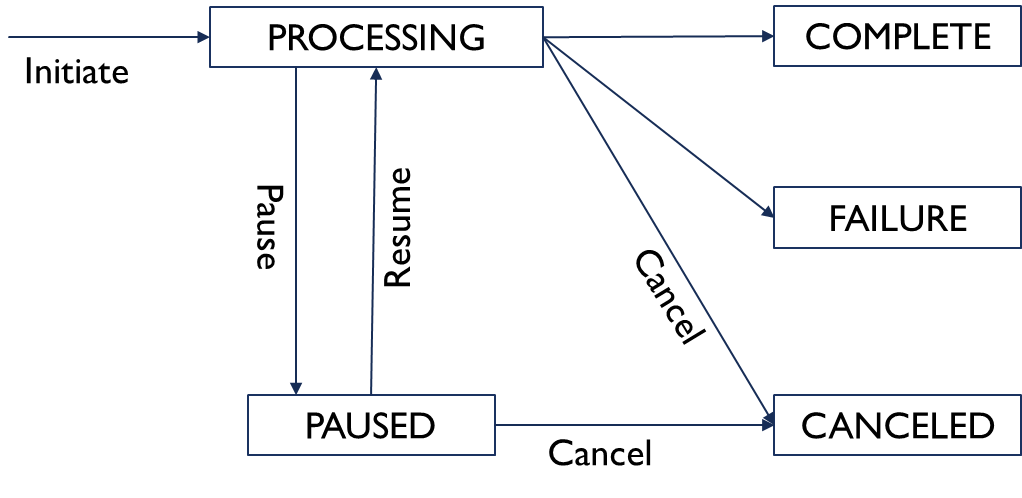 PROCESSING
COMPLETE
Initiate
Pause
Resume
FAILURE
Cancel
PAUSED
CANCELED
Cancel